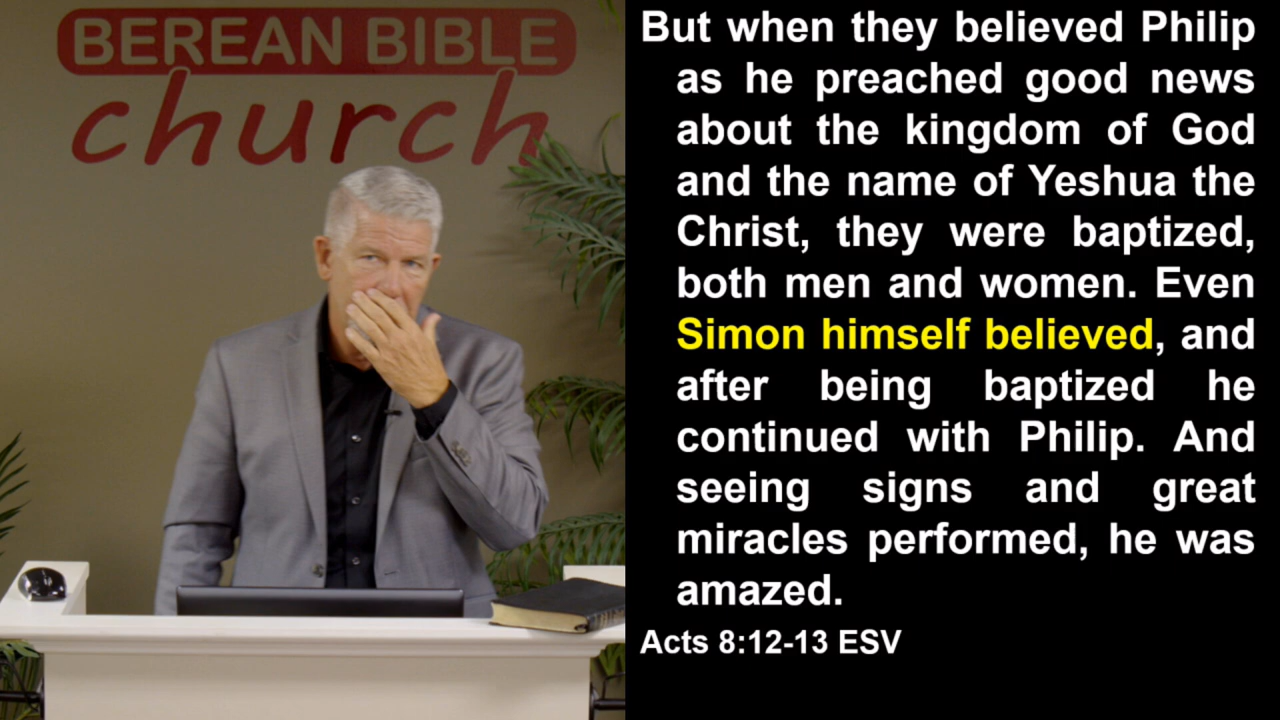 BEREAN BIBLE
church
But when they believed Philip
as he preached good news
about the kingdom of God
and the name of Yeshua the
Christ, they were baptized,
both men and women. Even
Simon himself believed, and
after being baptized he
continued with Philip. And
seeing signs and great
miracles performed, he was
amazed.
Acts 8:12-13 ESV